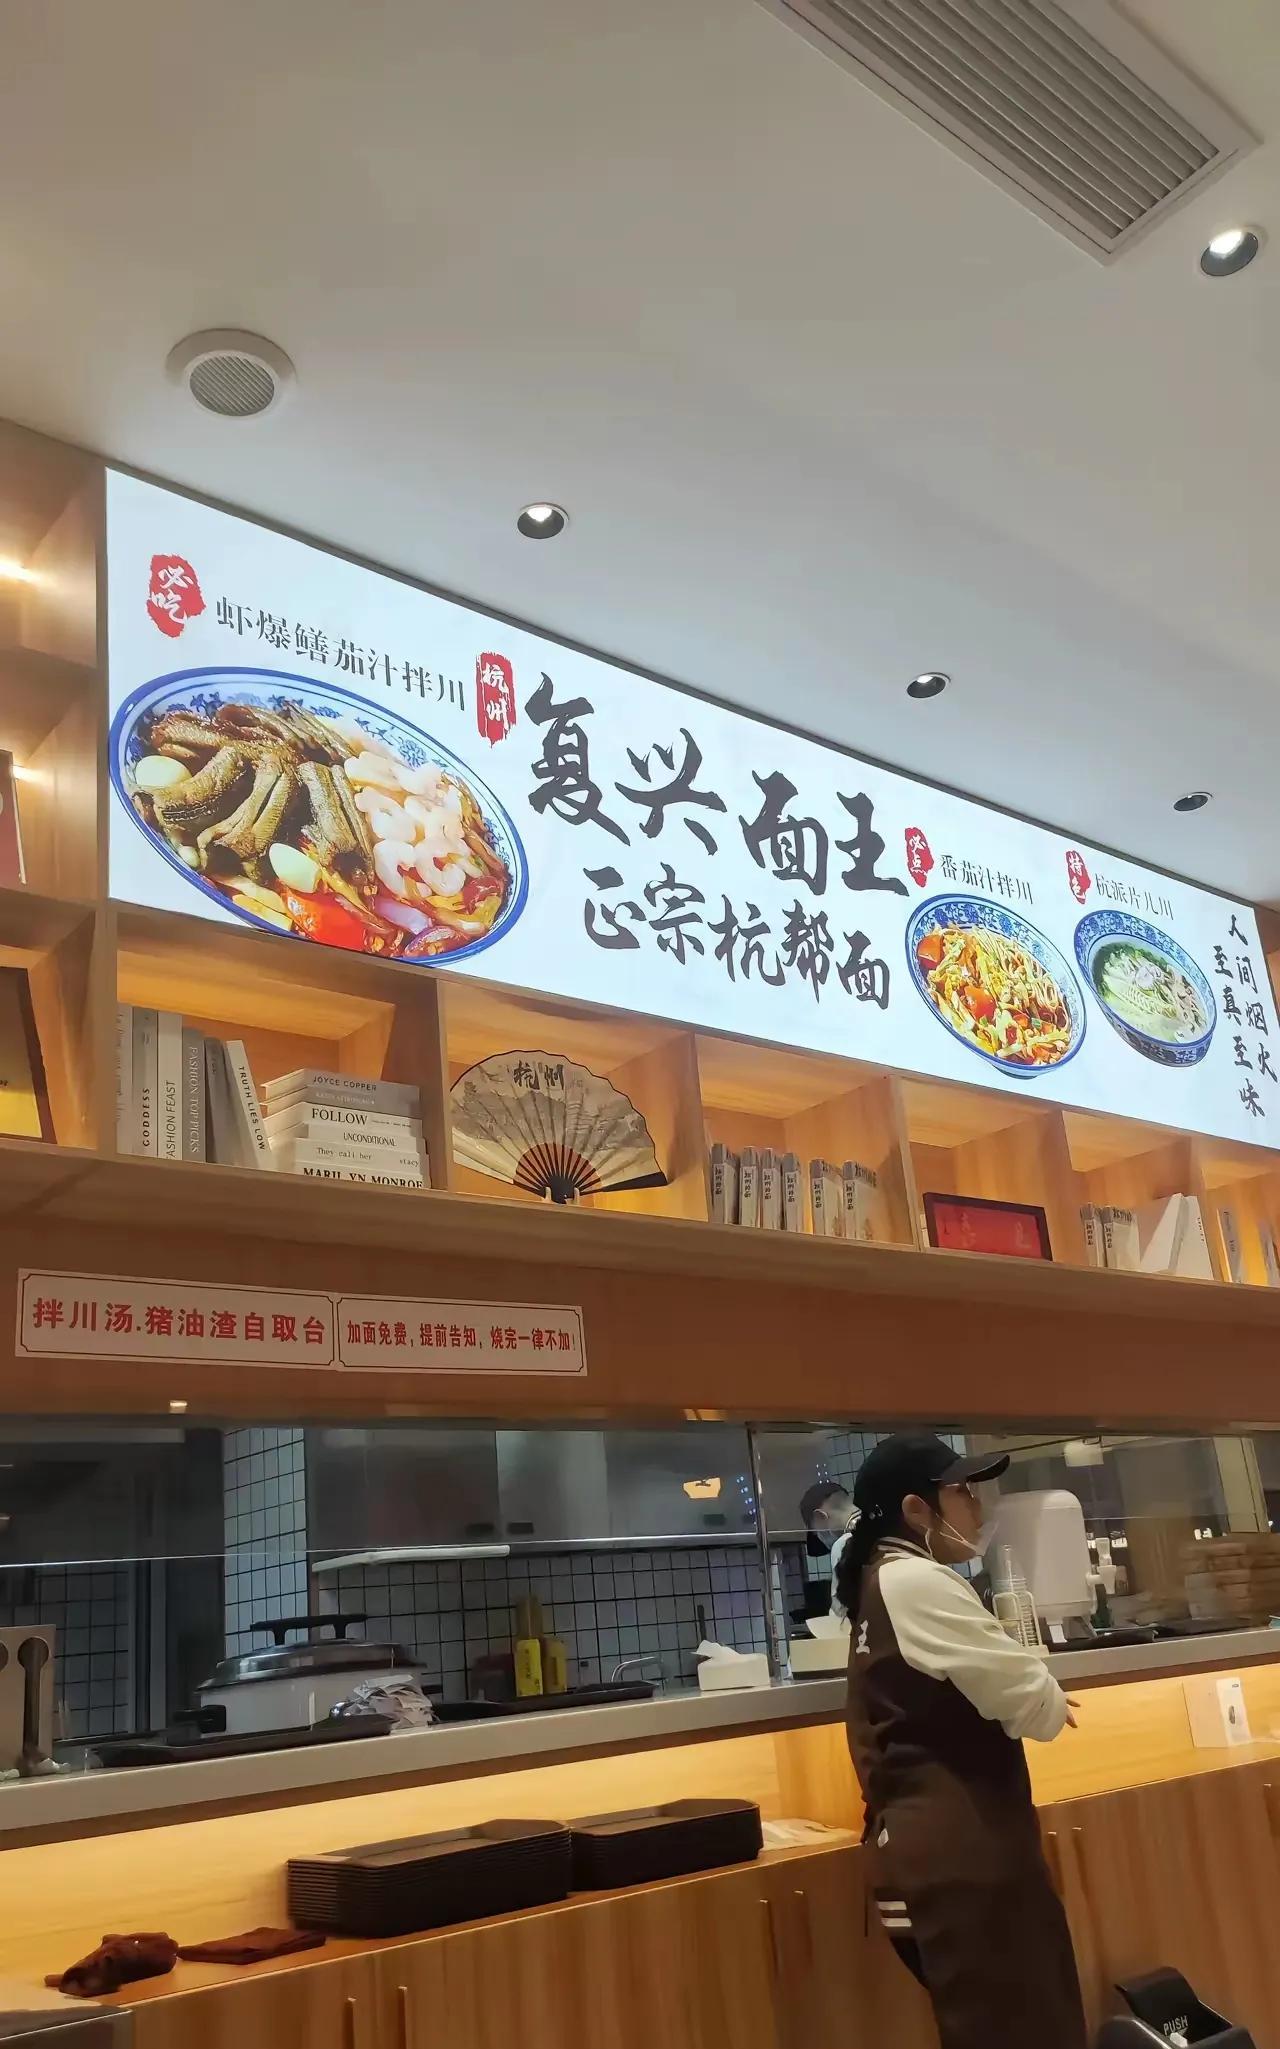 必吃
虾爆鳝茄汁拌川
杭州
复兴面王
正宗杭帮面
必点
番茄汁拌川
特色
杭派片儿川
人间烟火
至真至味
GODDESS
FASHION FEAST
FASHION TOP PICKS
TRUTH LIES LOW
JOYCE COPPER
FOLLOW
UNCONDITIONAL
They call her stacy
MARILYN MONROE
杭州
拌川汤.猪油渣自取台
加面免费,提前告知,烧完一律不加!
王
PUSH